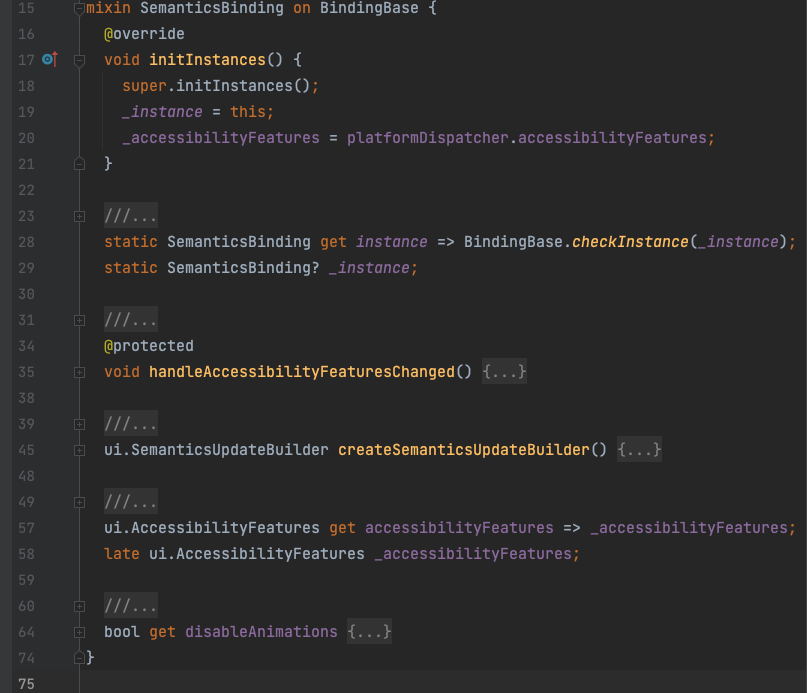 15 mixin SemanticsBinding on BindingBase {
16 @override
17 void initInstances() {
18 super.initInstances();
19 _instance = this;
20 _accessibilityFeatures = platformDispatcher.accessibilityFeatures;
21 }
22
23 ///...
28 static SemanticsBinding get instance => BindingBase.checkInstance(_instance);
29 static SemanticsBinding? _instance;
30
31 ///...
34 @protected
35 void handleAccessibilityFeaturesChanged() {...}
38
39 ///...
45 ui.SemanticsUpdateBuilder createSemanticsUpdateBuilder() {...}
48
49 ///...
57 ui.AccessibilityFeatures get accessibilityFeatures => _accessibilityFeatures;
58 late ui.AccessibilityFeatures _accessibilityFeatures;
59
60 ///...
64 bool get disableAnimations {...}
74 }
75